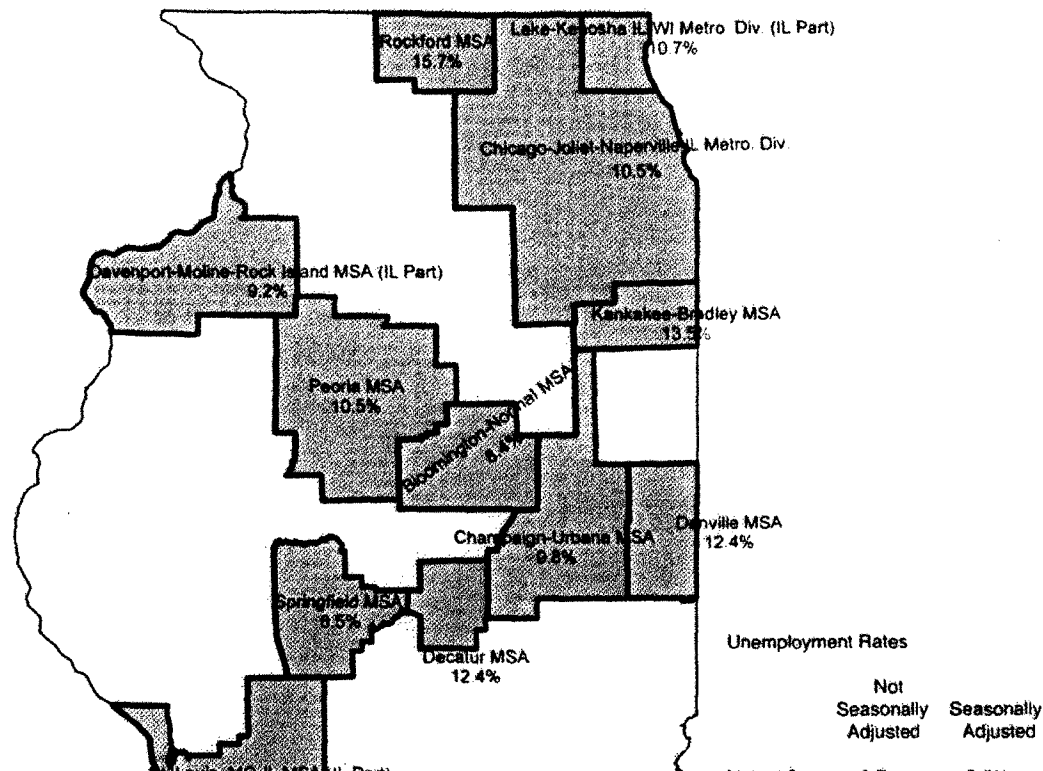 Rockford MSA
15.7%
Lake-Kenosha IL WI Metro. Div. (IL Part)
10.7%
Chicago-Joliet-Naperville IL Metro. Div.
10.5%
Davenport-Moline-Rock Island MSA (IL Part)
9.2%
Kankakee-Bradley MSA
13.5%
Peoria MSA
10.5%
Bloomington-Normal MSA
Champaign-Urbana MSA
9.8%
Danville MSA
12.4%
Springfield MSA
Decatur MSA
12.4%
Unemployment Rates
Not
Seasonally Seasonally
Adjusted Adjusted